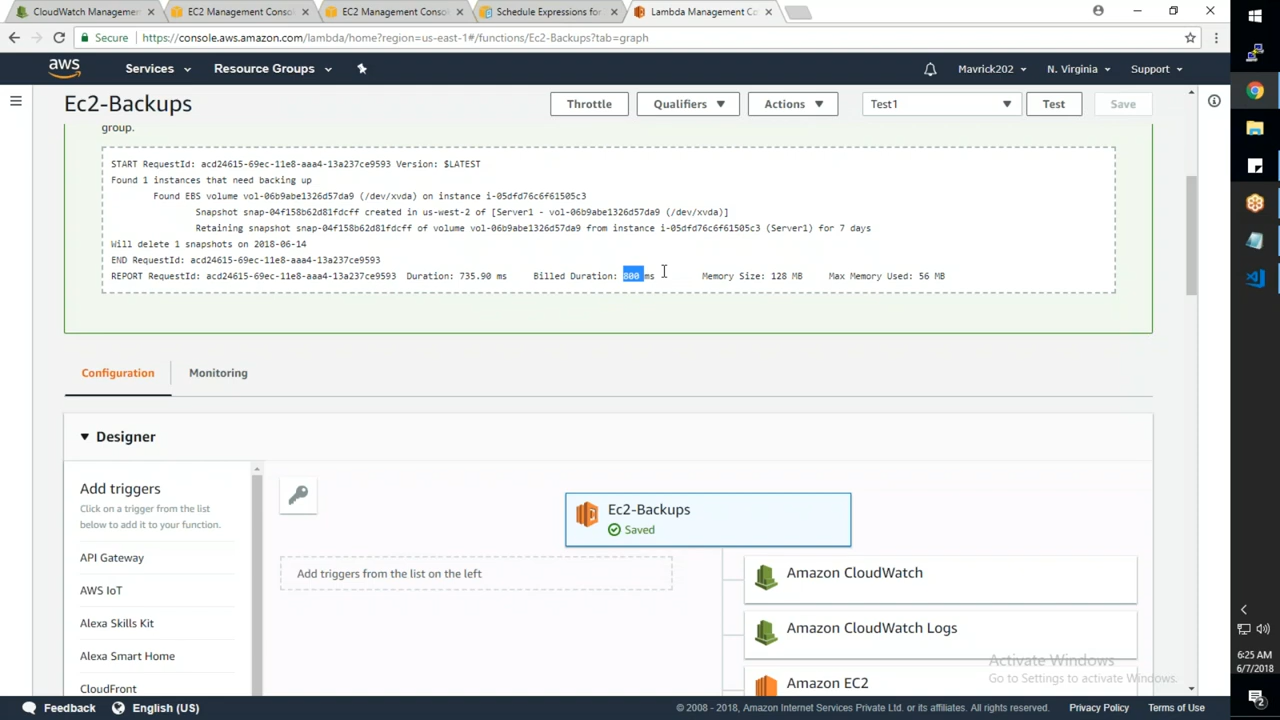 CloudWatch Manageme
EC2 Management Conso
EC2 Management Conso
Schedule Expressions for
Lambda Management Co
Secure
https://console.aws.amazon.com/lambda/home?region=us-east-1#/functions/Ec2-Backups?tab=graph
aws
Services
Resource Groups
Mavrick202
N. Virginia
Support
Ec2-Backups
Throttle
Qualifiers
Actions
Test1
Test
Save
group.
START RequestId: acd24615-69ec-11e8-aaa4-13a237ce9593 Version: $LATEST
Found 1 instances that need backing up
Found EBS volume vol-06b9abe1326d57da9 (/dev/xvda) on instance i-05dfd76c6f61505c3
Snapshot snap-04f158b62d81fdcff created in us-west-2 of [Server1 - vol-06b9abe1326d57da9 (/dev/xvda)]
Retaining snapshot snap-04f158b62d81fdcff of volume vol-06b9abe1326d57da9 from instance i-05dfd76c6f61505c3 (Server1) for 7 days
Will delete 1 snapshots on 2018-06-14
END RequestId: acd24615-69ec-11e8-aaa4-13a237ce9593
REPORT RequestId: acd24615-69ec-11e8-aaa4-13a237ce9593 Duration: 735.90 ms Billed Duration: 800 ms Memory Size: 128 MB Max Memory Used: 56 MB
Configuration
Monitoring
Designer
Add triggers
Click on a trigger from the list
below to add it to your function.
API Gateway
AWS IoT
Alexa Skills Kit
Alexa Smart Home
CloudFront
Ec2-Backups
Saved
Add triggers from the list on the left
Amazon CloudWatch
Amazon CloudWatch Logs
Amazon EC2
Activate Windows
Go to Settings to activate Windows.
6:25 AM
6/7/2018
2
Feedback
English (US)
© 2008 - 2018, Amazon Internet Services Private Ltd. or its affiliates. All rights reserved.
Privacy Policy
Terms of Use